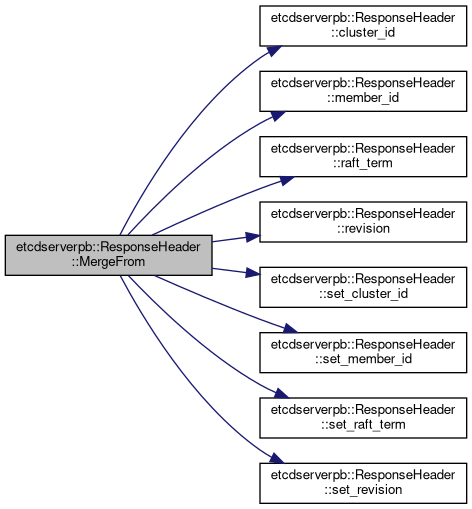 etcdserverpb::ResponseHeader
::cluster_id
etcdserverpb::ResponseHeader
::member_id
etcdserverpb::ResponseHeader
::raft_term
etcdserverpb::ResponseHeader
::revision
etcdserverpb::ResponseHeader
::MergeFrom
etcdserverpb::ResponseHeader
::set_cluster_id
etcdserverpb::ResponseHeader
::set_member_id
etcdserverpb::ResponseHeader
::set_raft_term
etcdserverpb::ResponseHeader
::set_revision